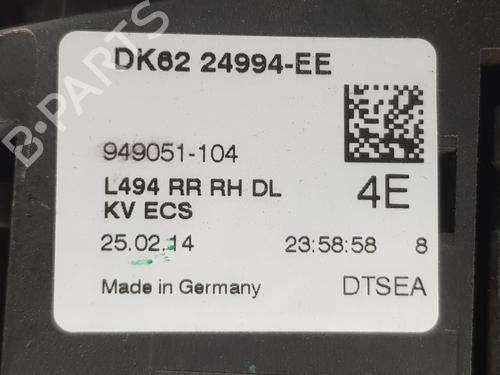 DK62 24994-EE
949051-104
L494 RR RH DL
4E
KV ECS
25.02.14 23:58:58 8
Made in Germany DTSEA
B-PARTS